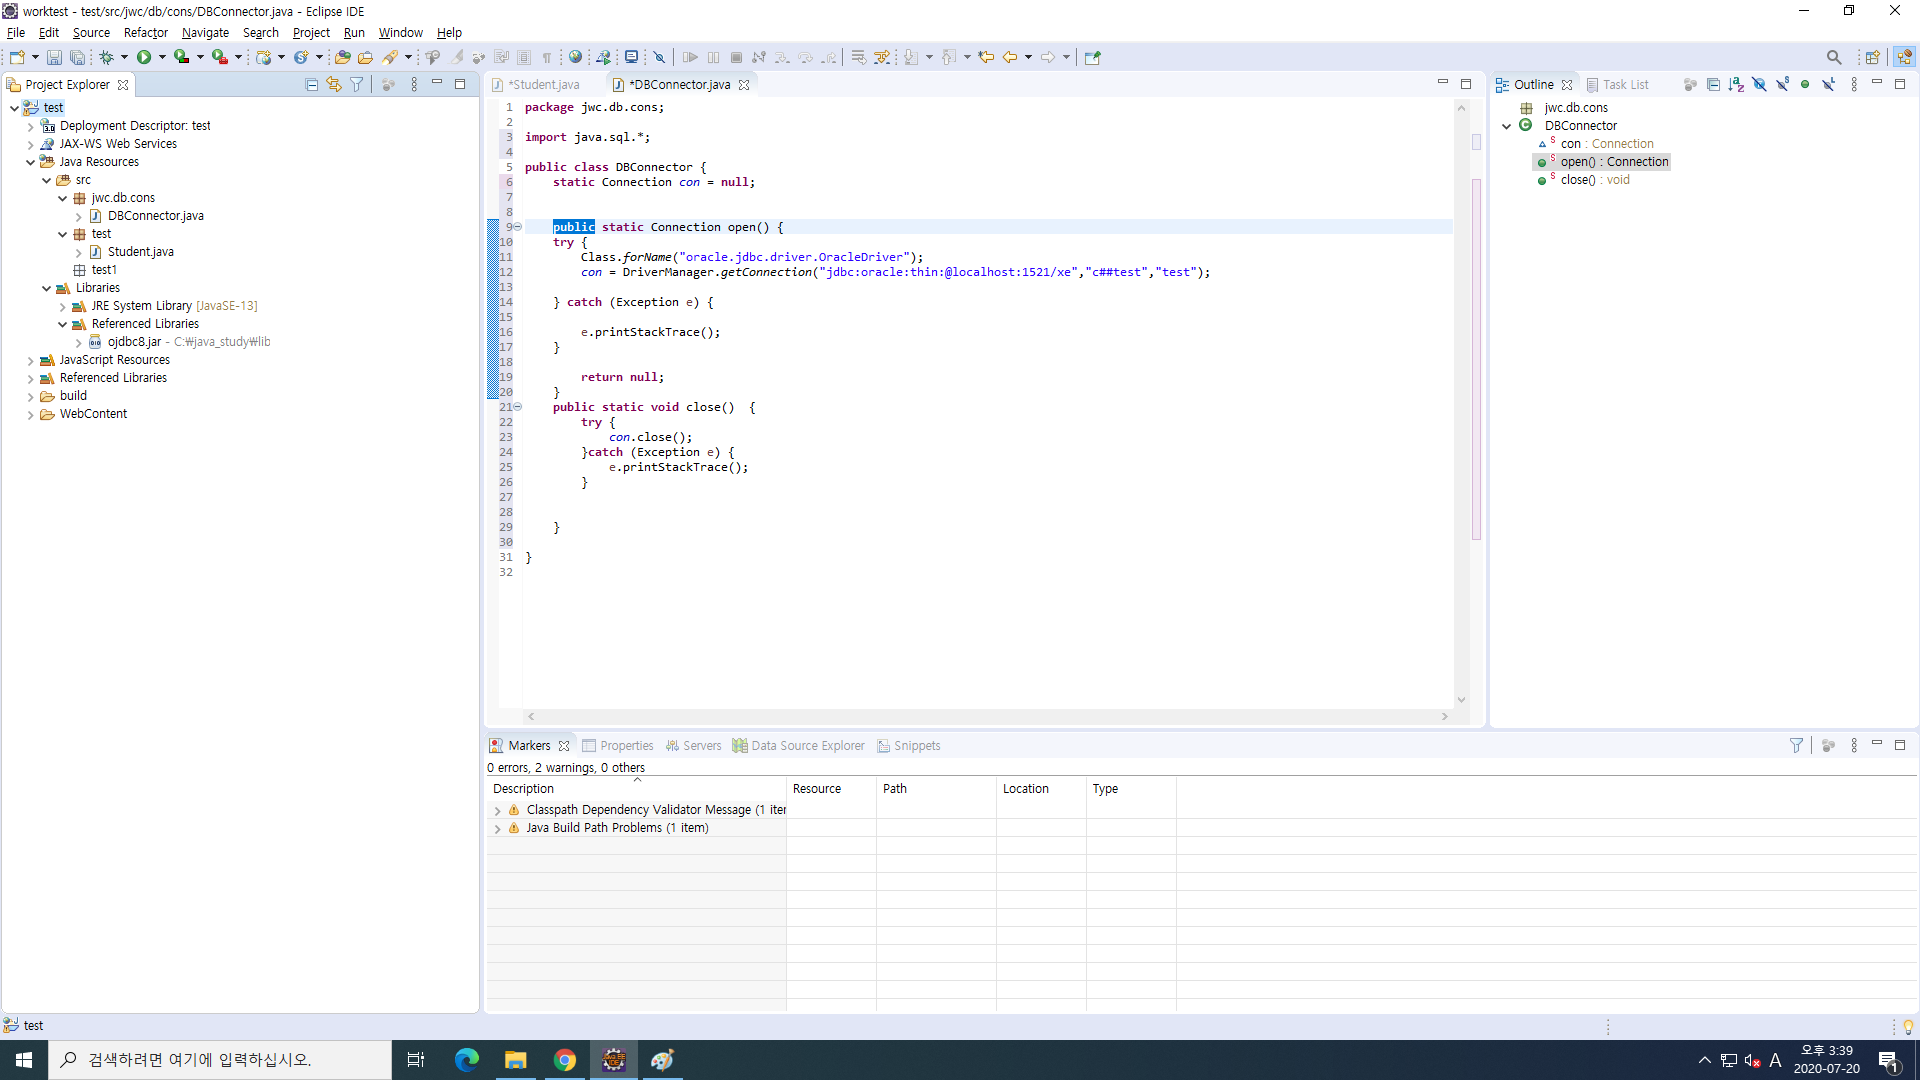 worktest - test/src/jwc/db/cons/DBConnector.java - Eclipse IDE
File Edit Source Refactor Navigate Search Project Run Window Help
Project Explorer
test
Deployment Descriptor: test
JAX-WS Web Services
Java Resources
src
jwc.db.cons
DBConnector.java
test
Student.java
test1
Libraries
JRE System Library [JavaSE-13]
Referenced Libraries
ojdbc8.jar - C:￦java_study￦lib
JavaScript Resources
Referenced Libraries
build
WebContent
*Student.java *DBConnector.java
1 package jwc.db.cons;
2
3 import java.sql.*;
4
5 public class DBConnector {
6 static Connection con = null;
7
8
9 public static Connection open() {
10 try {
11 Class.forName("oracle.jdbc.driver.OracleDriver");
12 con = DriverManager.getConnection("jdbc:oracle:thin:@localhost:1521/xe","c##test","test");
13
14 } catch (Exception e) {
15
16 e.printStackTrace();
17 }
18
19 return null;
20 }
21 public static void close() {
22 try {
23 con.close();
24 }catch (Exception e) {
25 e.printStackTrace();
26 }
27
28
29 }
30
31 }
32
Outline Task List
jwc.db.cons
DBConnector
S con : Connection
S open() : Connection
S close() : void
Markers Properties Servers Data Source Explorer Snippets
0 errors, 2 warnings, 0 others
Description Resource Path Location Type
Classpath Dependency Validator Message (1 iter
Java Build Path Problems (1 item)
test
검색하려면 여기에 입력하십시오.
A
오후 3:39
2020-07-20
1